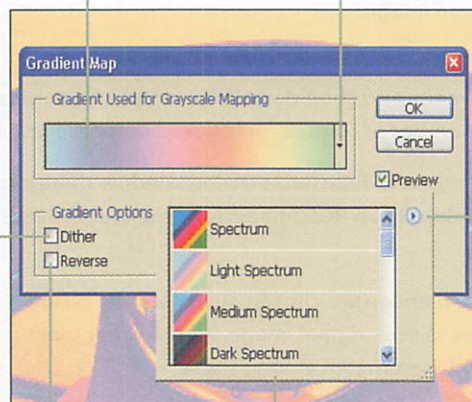 Gradient Map
Gradient Used for Grayscale Mapping
OK
Cancel
Preview
Gradient Options
Dither
Reverse
Spectrum
Light Spectrum
Medium Spectrum
Dark Spectrum